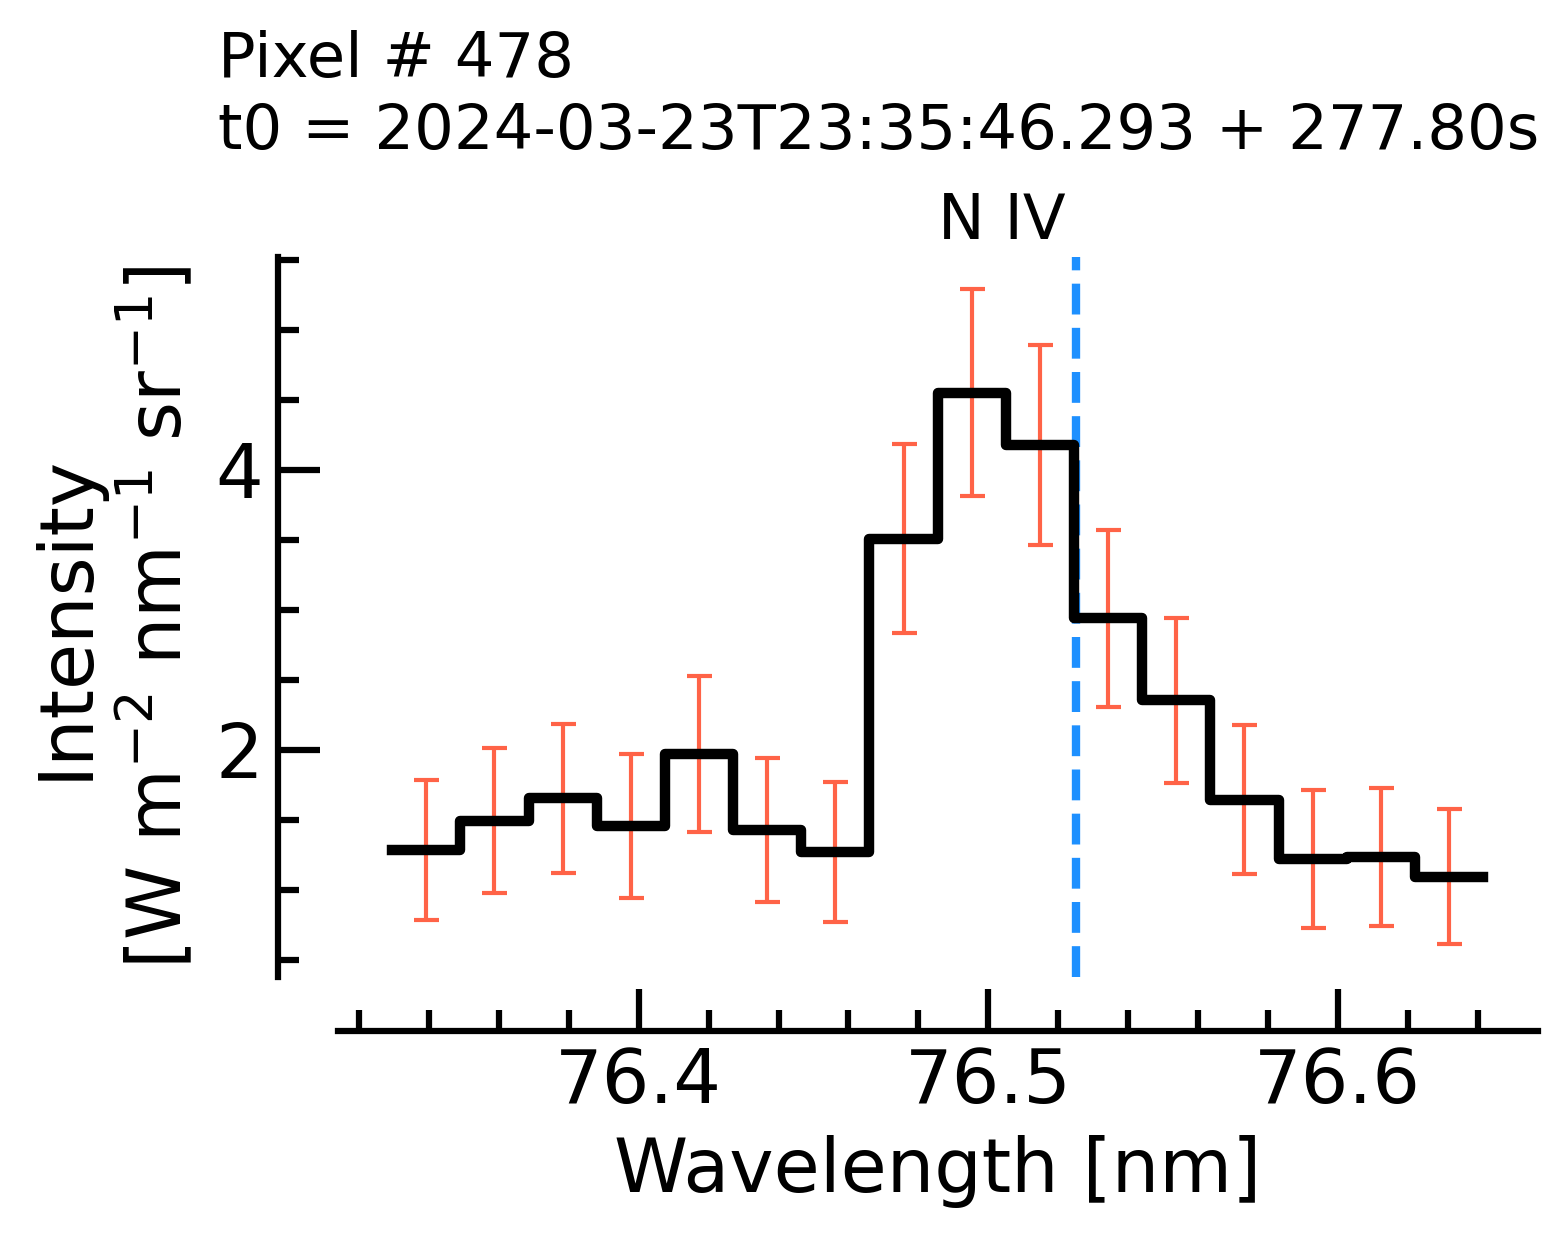 Pixel # 478
t0 = 2024-03-23T23:35:46.293 + 277.80s
N IV
Intensity
[W m⁻² nm⁻¹ sr⁻¹]
4
2
76.4 76.5 76.6
Wavelength [nm]